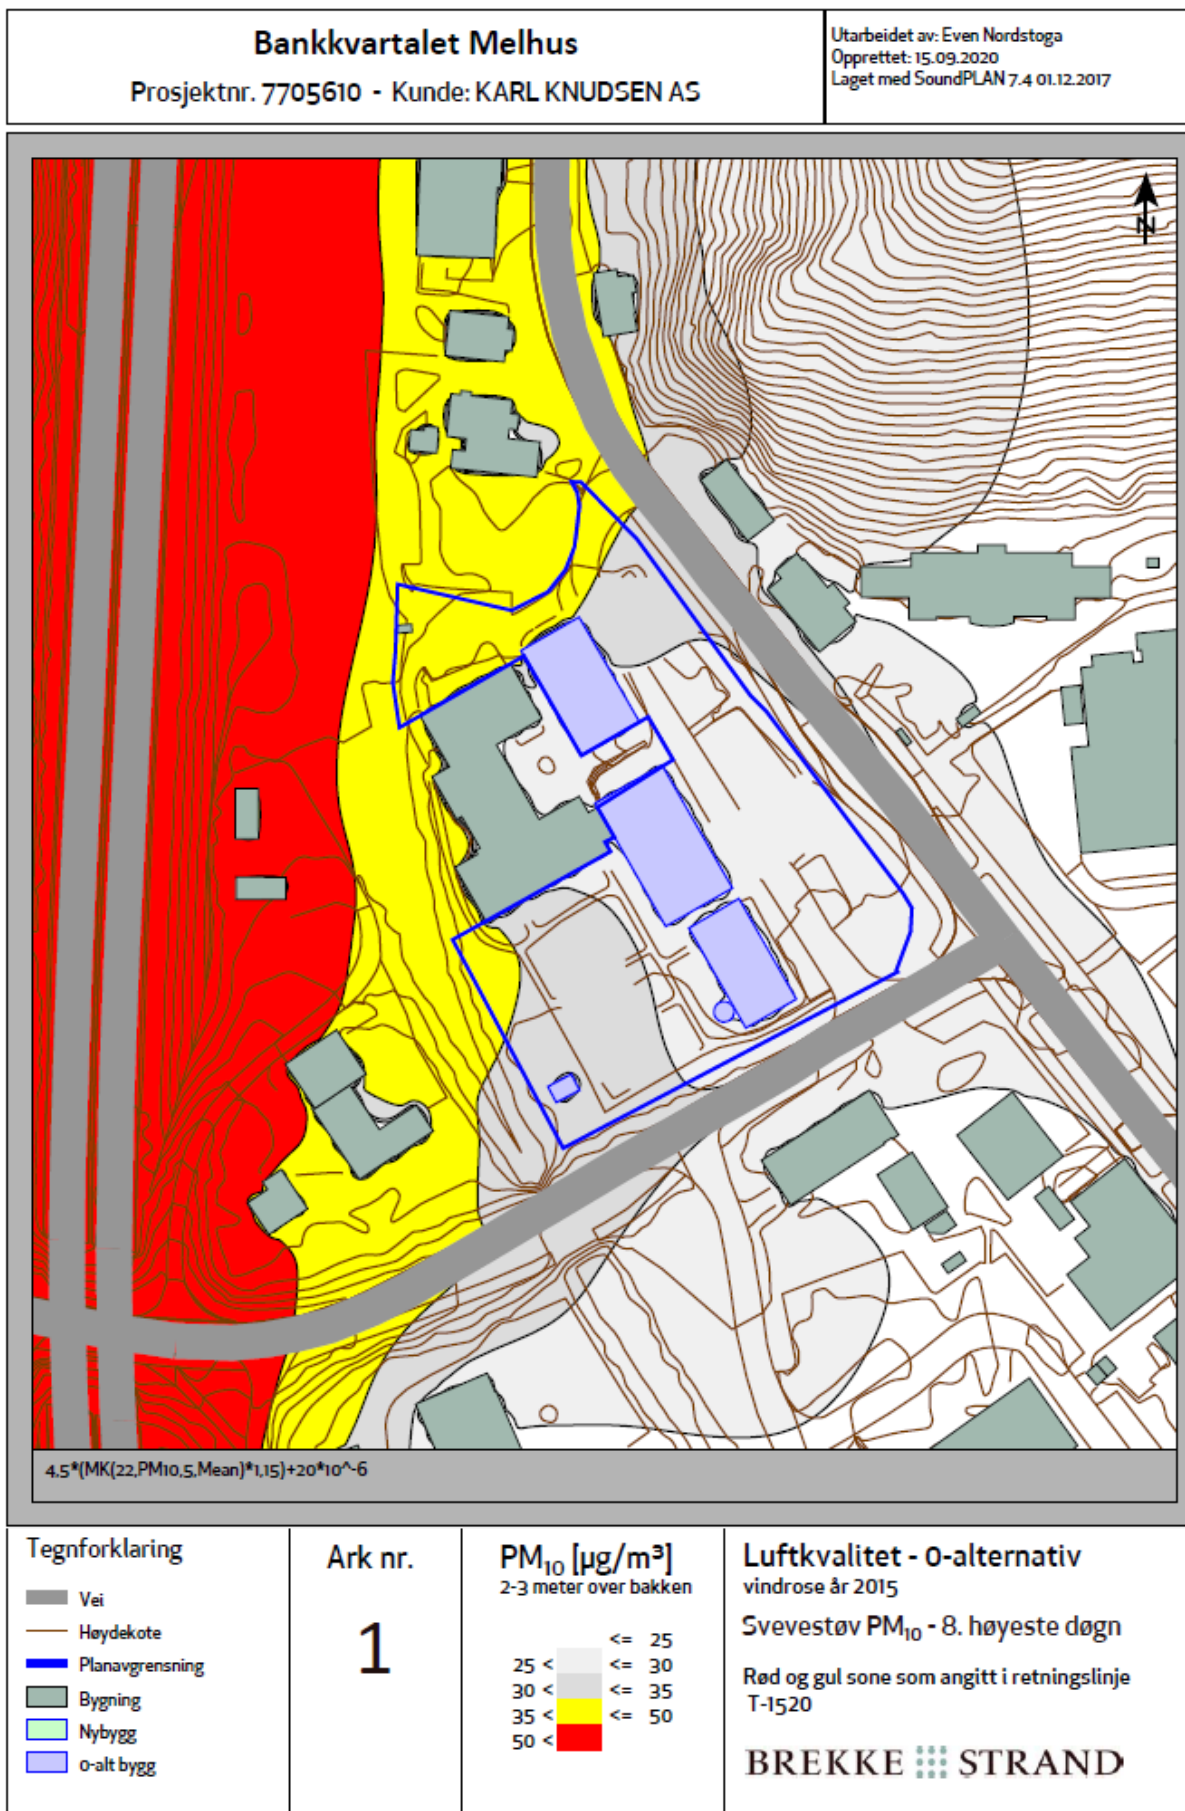 Bankkvartalet Melhus
Prosjektnr. 7705610 - Kunde: KARL KNUDSEN AS
Utarbeidet av: Even Nordstoga
Opprettet: 15.09.2020
Laget med SoundPLAN 7.4 01.12.2017
N
4,5*(MK(22,PM10,5,Mean)*1,15)+20*10^-6
Tegnforklaring
Vei
Høydekote
Planavgrensning
Bygning
Nybygg
0-alt bygg
Ark nr.
1
PM₁₀ [µg/m³]
2-3 meter over bakken
<= 25
25 < <= 30
30 < <= 35
35 < <= 50
50 <
Luftkvalitet - 0-alternativ
vindrose år 2015
Svevestøv PM₁₀ - 8. høyeste døgn
Rød og gul sone som angitt i retningslinje
T-1520
BREKKE STRAND